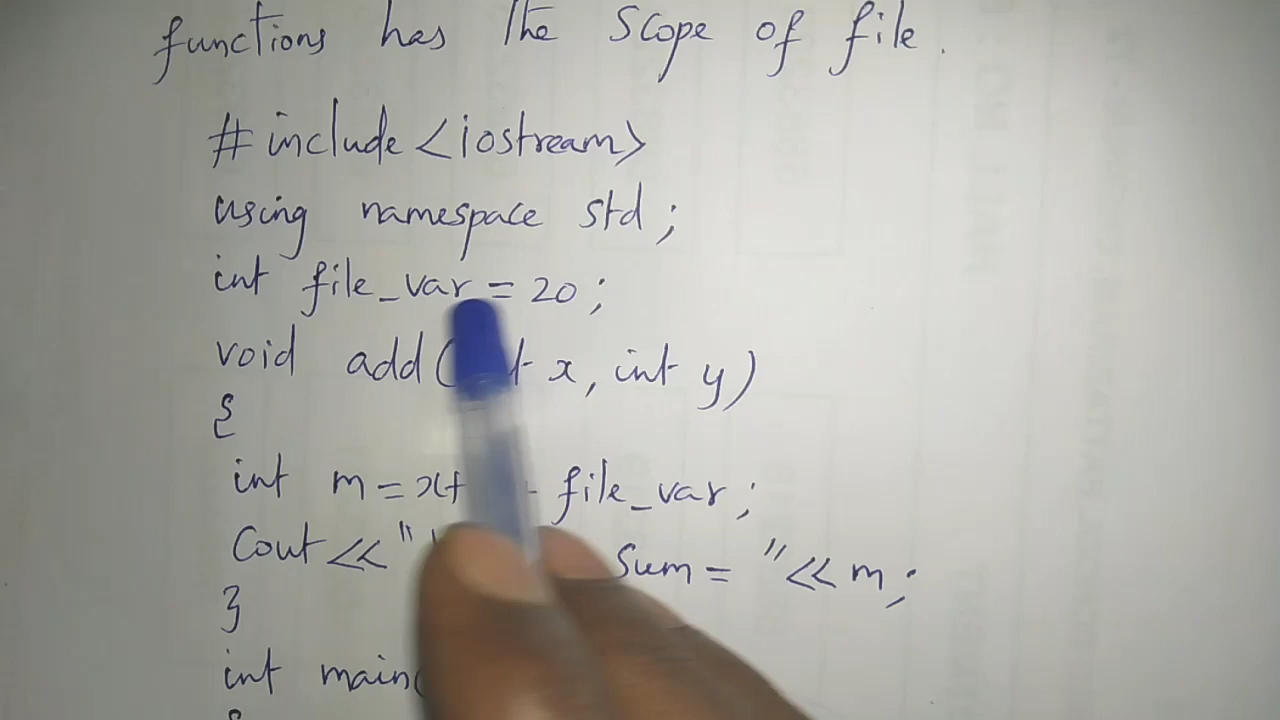 functions has the Scope of file.
#include <iostream>
using namespace std;
int file_var = 20;
void add( x, int y)
{
int m = x+ file_var;
Cout << " Sum = " << m;
}
int main(
{